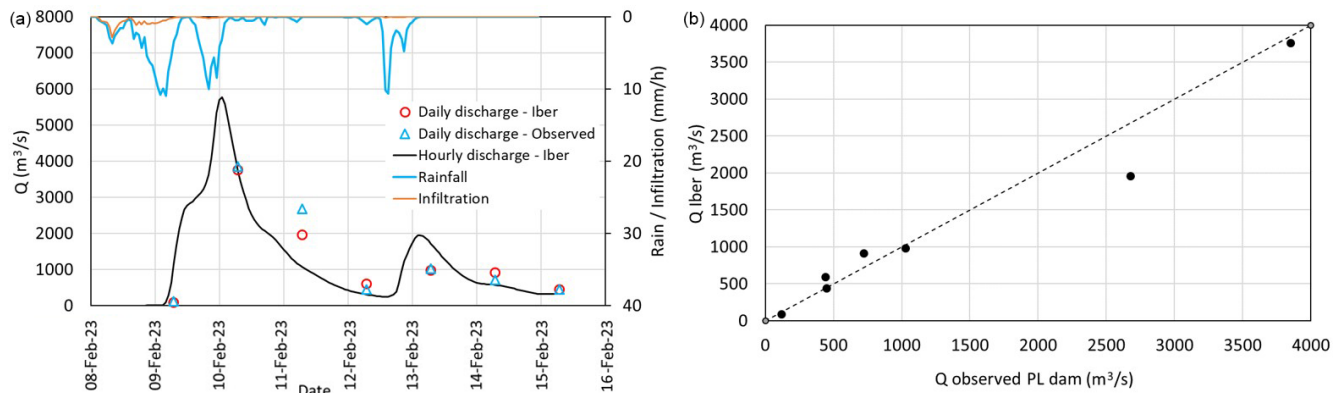 (a)
8000
7000
6000
5000
4000
3000
2000
1000
0
Q (m³/s)
0
10
20
30
40
Rain / Infiltration (mm/h)
Daily discharge - Iber
Daily discharge - Observed
Hourly discharge - Iber
Rainfall
Infiltration
08-Feb-23
09-Feb-23
10-Feb-23
11-Feb-23
12-Feb-23
13-Feb-23
14-Feb-23
15-Feb-23
16-Feb-23
Date
(b)
4000
3500
3000
2500
2000
1500
1000
500
0
Q Iber (m³/s)
0 500 1000 1500 2000 2500 3000 3500 4000
Q observed PL dam (m³/s)